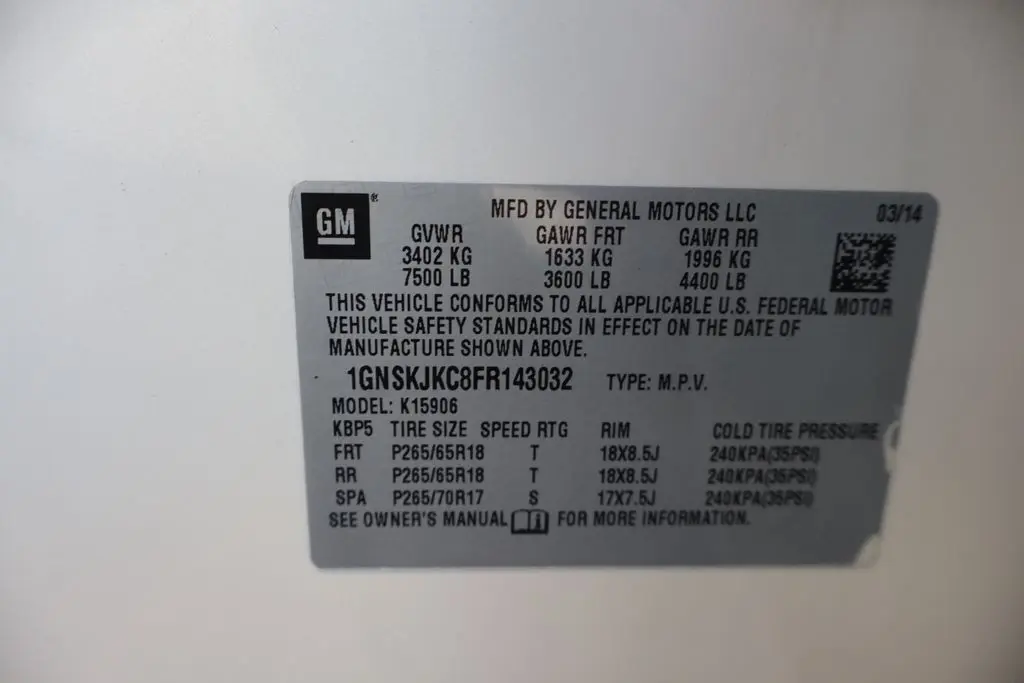 GM®
MFD BY GENERAL MOTORS LLC 03/14
GVWR GAWR FRT GAWR RR
3402 KG 1633 KG 1996 KG
7500 LB 3600 LB 4400 LB
THIS VEHICLE CONFORMS TO ALL APPLICABLE U.S. FEDERAL MOTOR
VEHICLE SAFETY STANDARDS IN EFFECT ON THE DATE OF
MANUFACTURE SHOWN ABOVE.
1GNSKJKC8FR143032 TYPE: M.P.V.
MODEL: K15906
KBP5 TIRE SIZE SPEED RTG RIM COLD TIRE PRESSURE
FRT P265/65R18 T 18X8.5J 240KPA(35PSI)
RR P265/65R18 T 18X8.5J 240KPA(35PSI)
SPA P265/70R17 S 17X7.5J 240KPA(35PSI)
SEE OWNER'S MANUAL FOR MORE INFORMATION.